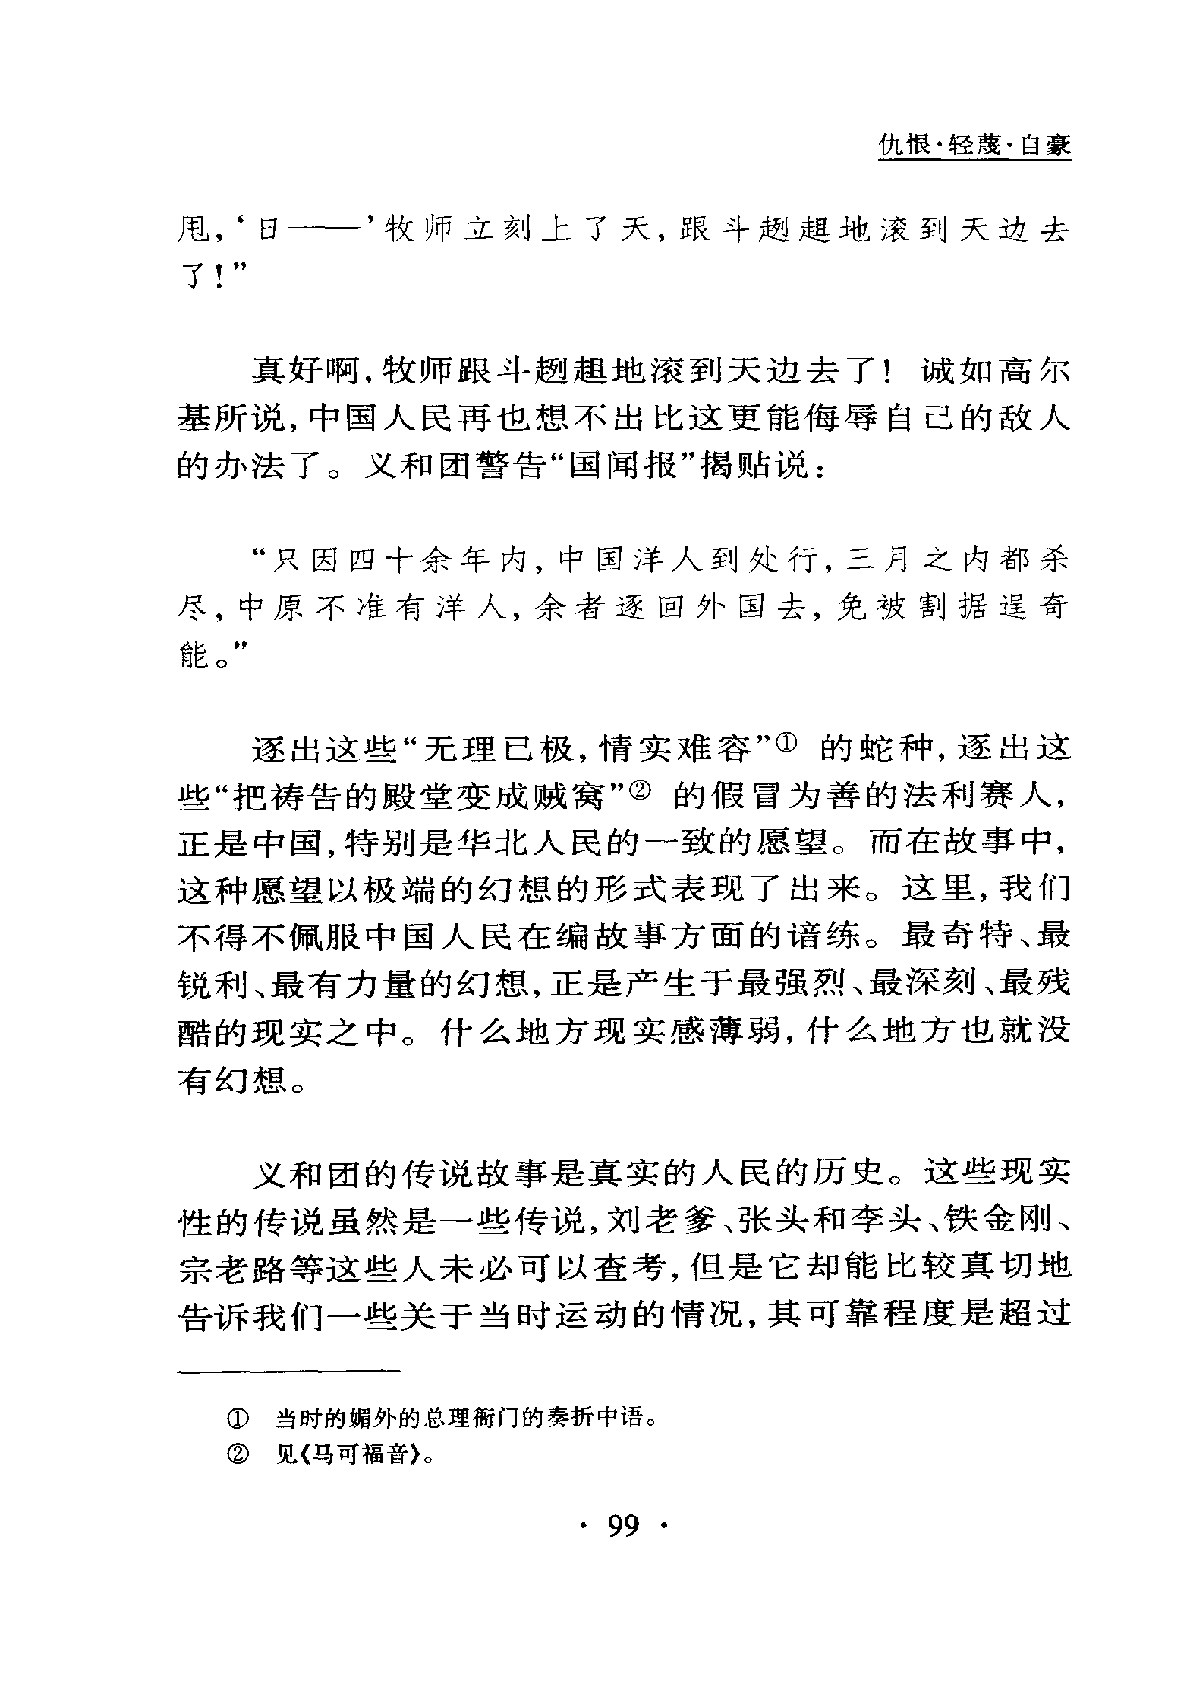 仇恨·轻蔑·自豪
甩，‘日——’牧师立刻上了天，跟斗趔趄地滚到天边去
了！”
真好啊，牧师跟斗趔趄地滚到天边去了！诚如高尔
基所说，中国人民再也想不出比这更能侮辱自己的敌人
的办法了。义和团警告“国闻报”揭贴说：
“只因四十余年内，中国洋人到处行，三月之内都杀
尽，中原不准有洋人，余者逐回外国去，免被割据逞奇
能。”
逐出这些“无理已极，情实难容”① 的蛇种，逐出这
些“把祷告的殿堂变成贼窝”② 的假冒为善的法利赛人，
正是中国，特别是华北人民的一致的愿望。而在故事中，
这种愿望以极端的幻想的形式表现了出来。这里，我们
不得不佩服中国人民在编故事方面的谙练。最奇特、最
锐利、最有力量的幻想，正是产生于最强烈、最深刻、最残
酷的现实之中。什么地方现实感薄弱，什么地方也就没
有幻想。
义和团的传说故事是真实的人民的历史。这些现实
性的传说虽然是一些传说，刘老爹、张头和李头、铁金刚、
宗老路等这些人未必可以查考，但是它却能比较真切地
告诉我们一些关于当时运动的情况，其可靠程度是超过
① 当时的媚外的总理衙门的奏折中语。
② 见《马可福音》。
· 99 ·